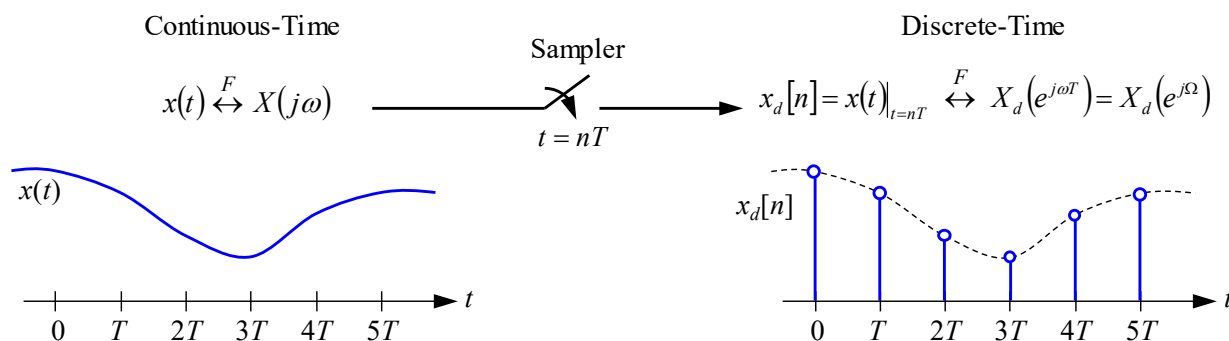 Continuous-Time
Sampler
Discrete-Time
x(t) F↔ X(jω)
t = nT
x_d[n] = x(t)|_{t=nT} F↔ X_d(e^{jωT}) = X_d(e^{jΩ})
x(t)
0 T 2T 3T 4T 5T t
x_d[n]
0 T 2T 3T 4T 5T t